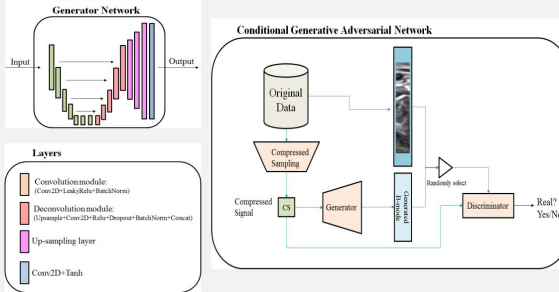 Generator Network
Input
Output
Layers
Convolution module:
(Conv2D+LeakyRelu+BatchNorm)
Deconvolution module:
(Upsample+Conv2D+Relu+Dropout+BatchNorm+Concat)
Up-sampling layer
Conv2D+Tanh
Conditional Generative Adversarial Network
Original
Data
Compressed
Sampling
Compressed
Signal
CS
Generator
Generated
B-mode
Randomly select
Discriminator
Real?
Yes/No